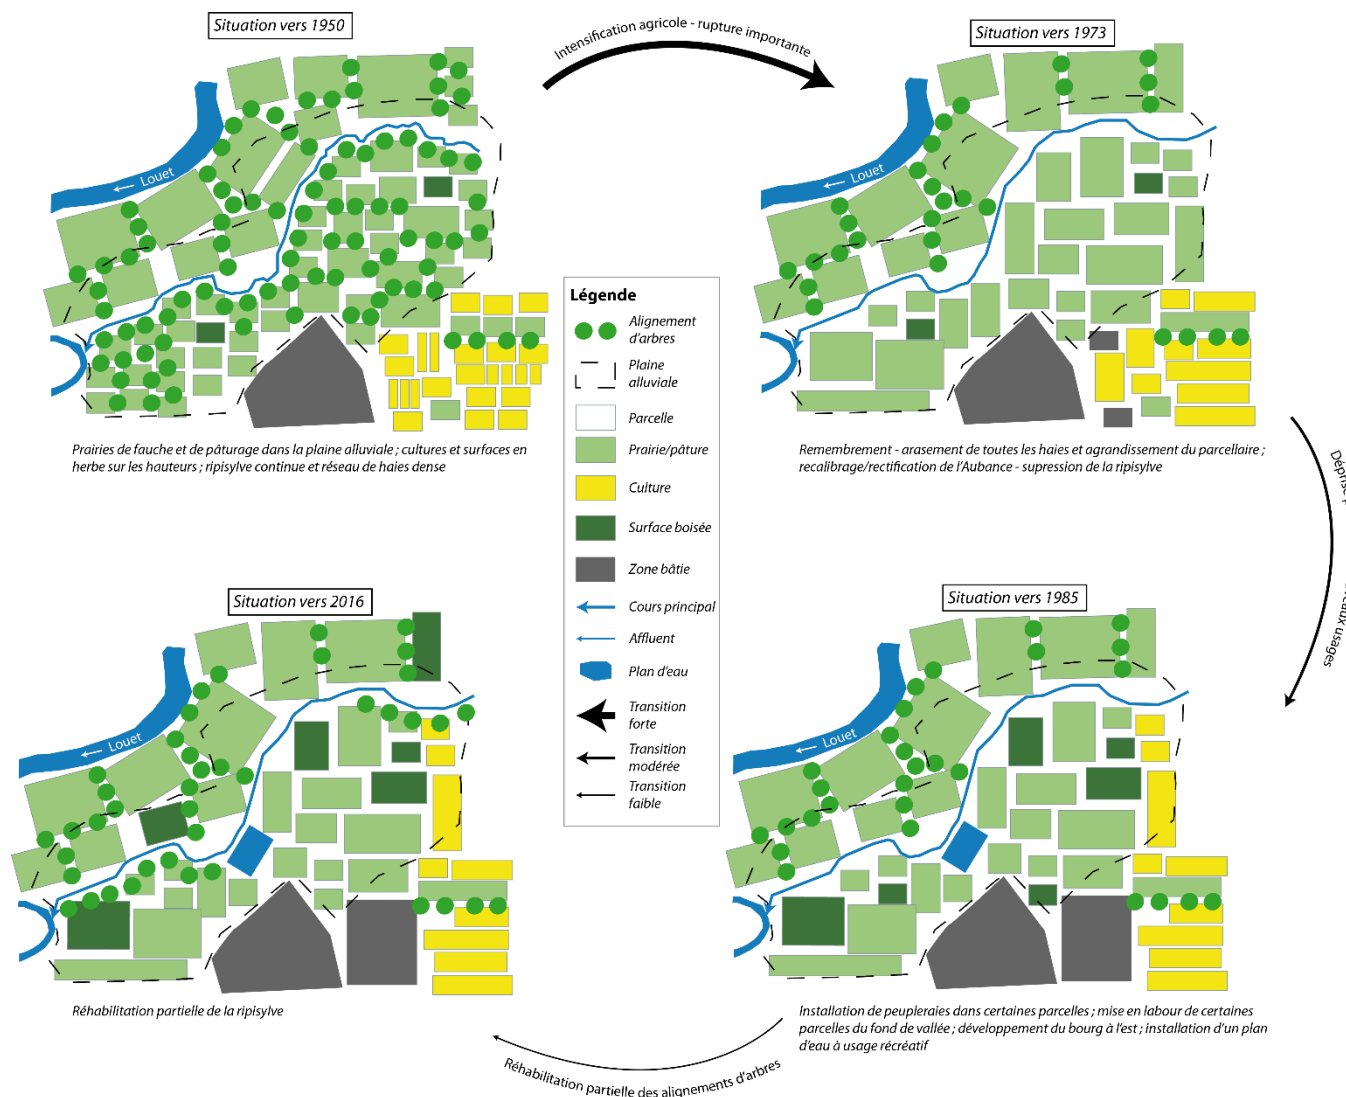 Situation vers 1950
Intensification agricole - rupture importante
Situation vers 1973
Louet
Louet
Prairies de fauche et de pâturage dans la plaine alluviale ; cultures et surfaces en
herbe sur les hauteurs ; ripisylve continue et réseau de haies dense
Remembrement - arasement de toutes les haies et agrandissement du parcellaire ;
recalibrage/rectification de l'Aubance - supression de la ripisylve
Légende
Alignement
d'arbres
Plaine
alluviale
Parcelle
Prairie/pâture
Culture
Surface boisée
Zone bâtie
Cours principal
Affluent
Plan d'eau
Transition
forte
Transition
modérée
Transition
faible
Déprise
usages
Situation vers 2016
Situation vers 1985
Louet
Louet
Réhabilitation partielle de la ripisylve
Installation de peupleraies dans certaines parcelles ; mise en labour de certaines
parcelles du fond de vallée ; développement du bourg à l'est ; installation d'un plan
d'eau à usage récréatif
Réhabilitation partielle des alignements d'arbres